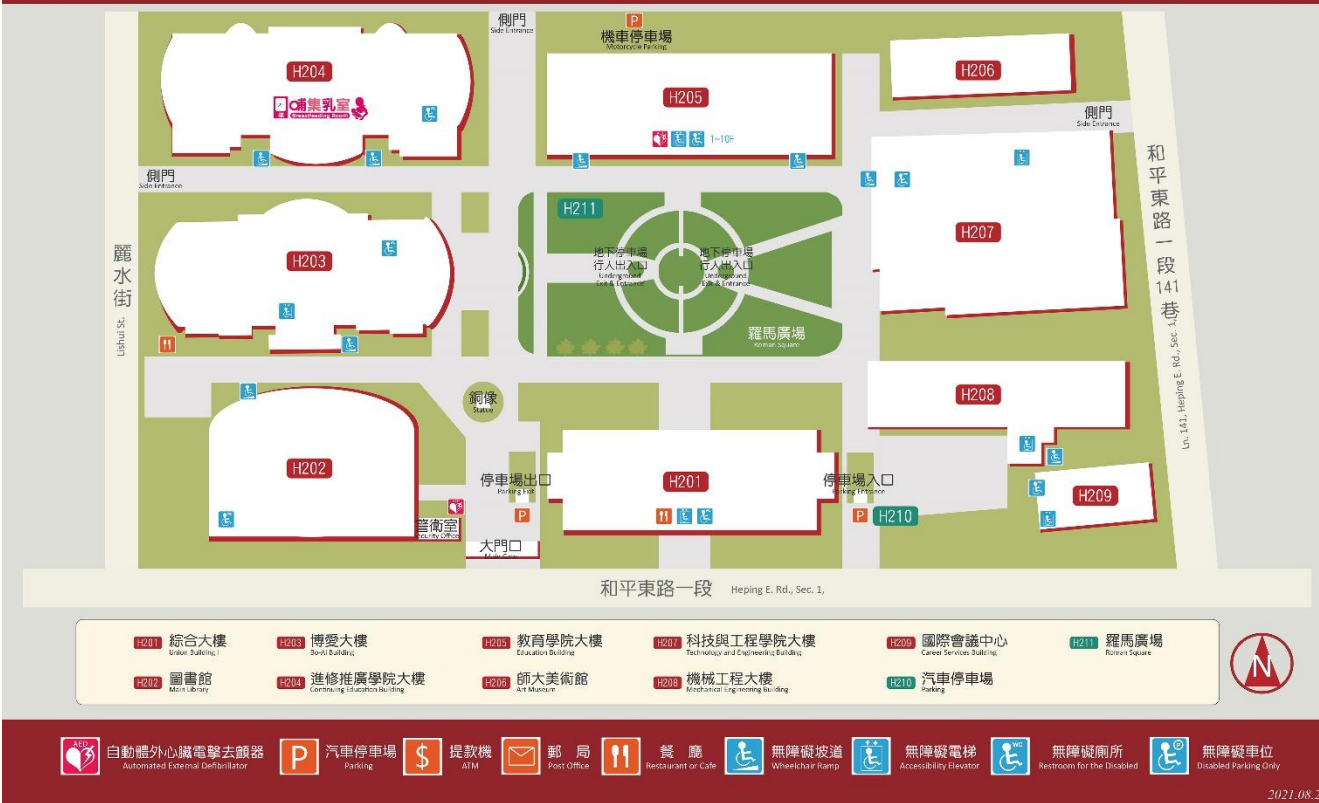 側門
Side Entrance
P
機車停車場
Motorcycle Parking
H204
哺集乳室
Breastfeeding Room
H205
1~10F
H206
側門
Side Entrance
側門
Side Entrance
H211
H203
地下停車場
行人出入口
Underground
Exit & Entrance
地下停車場
行人出入口
Underground
Exit & Entrance
H207
羅馬廣場
Roman Square
麗水街
Lishui St.
和平東路一段141巷
Ln. 141, Heping E. Rd., Sec. 1,
銅像
Statue
H208
H202
停車場出口
Parking Exit
P
H201
停車場入口
Parking Entrance
P
H210
H209
警衛室
Security Office
大門口
和平東路一段 Heping E. Rd., Sec. 1,
H201 綜合大樓
Union Building I
H203 博愛大樓
Bo-Ai Building
H205 教育學院大樓
Education Building
H207 科技與工程學院大樓
Technology and Engineering Building
H209 國際會議中心
Career Services Building
H211 羅馬廣場
Roman Square
H202 圖書館
Main Library
H204 進修推廣學院大樓
Continuing Education Building
H206 師大美術館
Art Museum
H208 機械工程大樓
Mechanical Engineering Building
H210 汽車停車場
Parking
N
AED
自動體外心臟電擊去顫器
Automated External Defibrillator
P
汽車停車場
Parking
$
提款機
ATM
郵 局
Post Office
餐 廳
Restaurant or Cafe
無障礙坡道
Wheelchair Ramp
無障礙電梯
Accessibility Elevator
WC
無障礙廁所
Restroom for the Disabled
P
無障礙車位
Disabled Parking Only